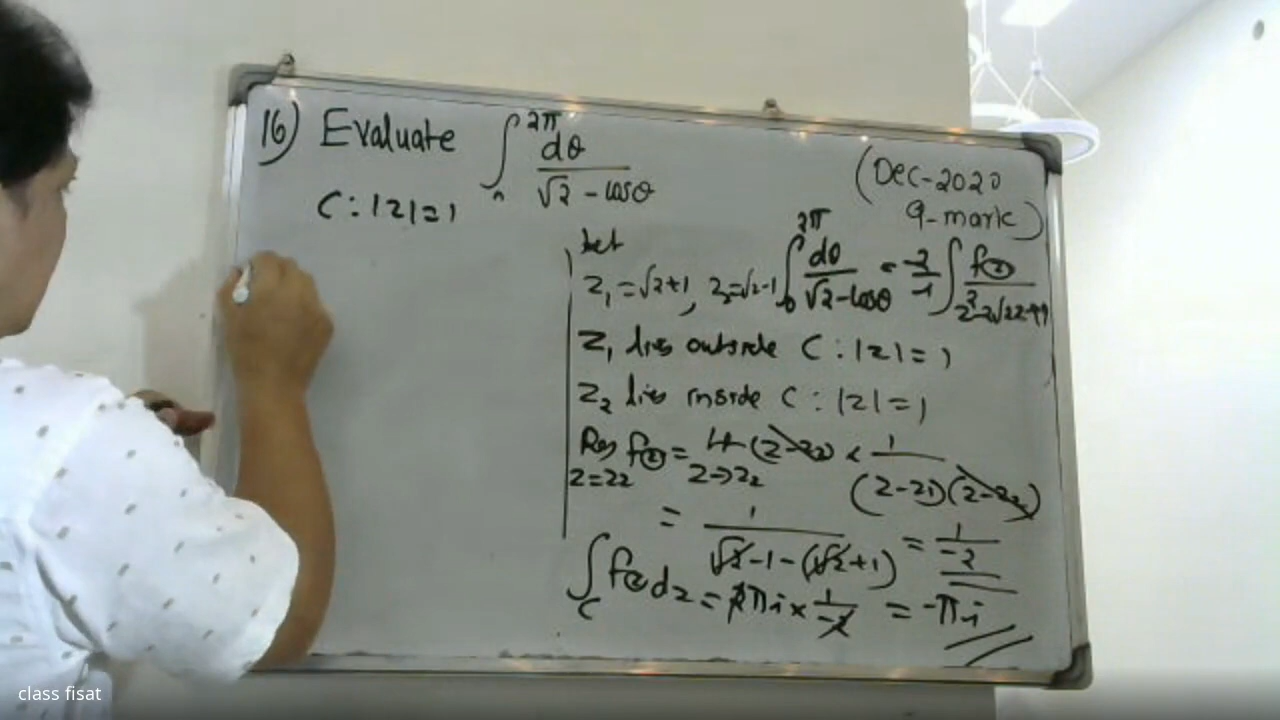 16) Evaluate ∫₀^2π dθ / √2 - cosθ
(Dec-2020
9-mark)
C : |z| = 1
let
z₁ = √2+1, z₂ = √2-1
∫₀^2π dθ / √2 - cosθ = -2/i ∫ f(z) / z² - 2√2z + 1
z₁ lies outside C : |z| = 1
z₂ lies inside C : |z| = 1
Res f(z) = Lt (z-z₂) × 1 / (z-z₁)(z-z₂)
z=z₂ z→z₂
= 1 / √2-1-(√2+1) = 1/-2
∫_C f(z) dz = 2πi × 1/-2 = -πi
class fisat